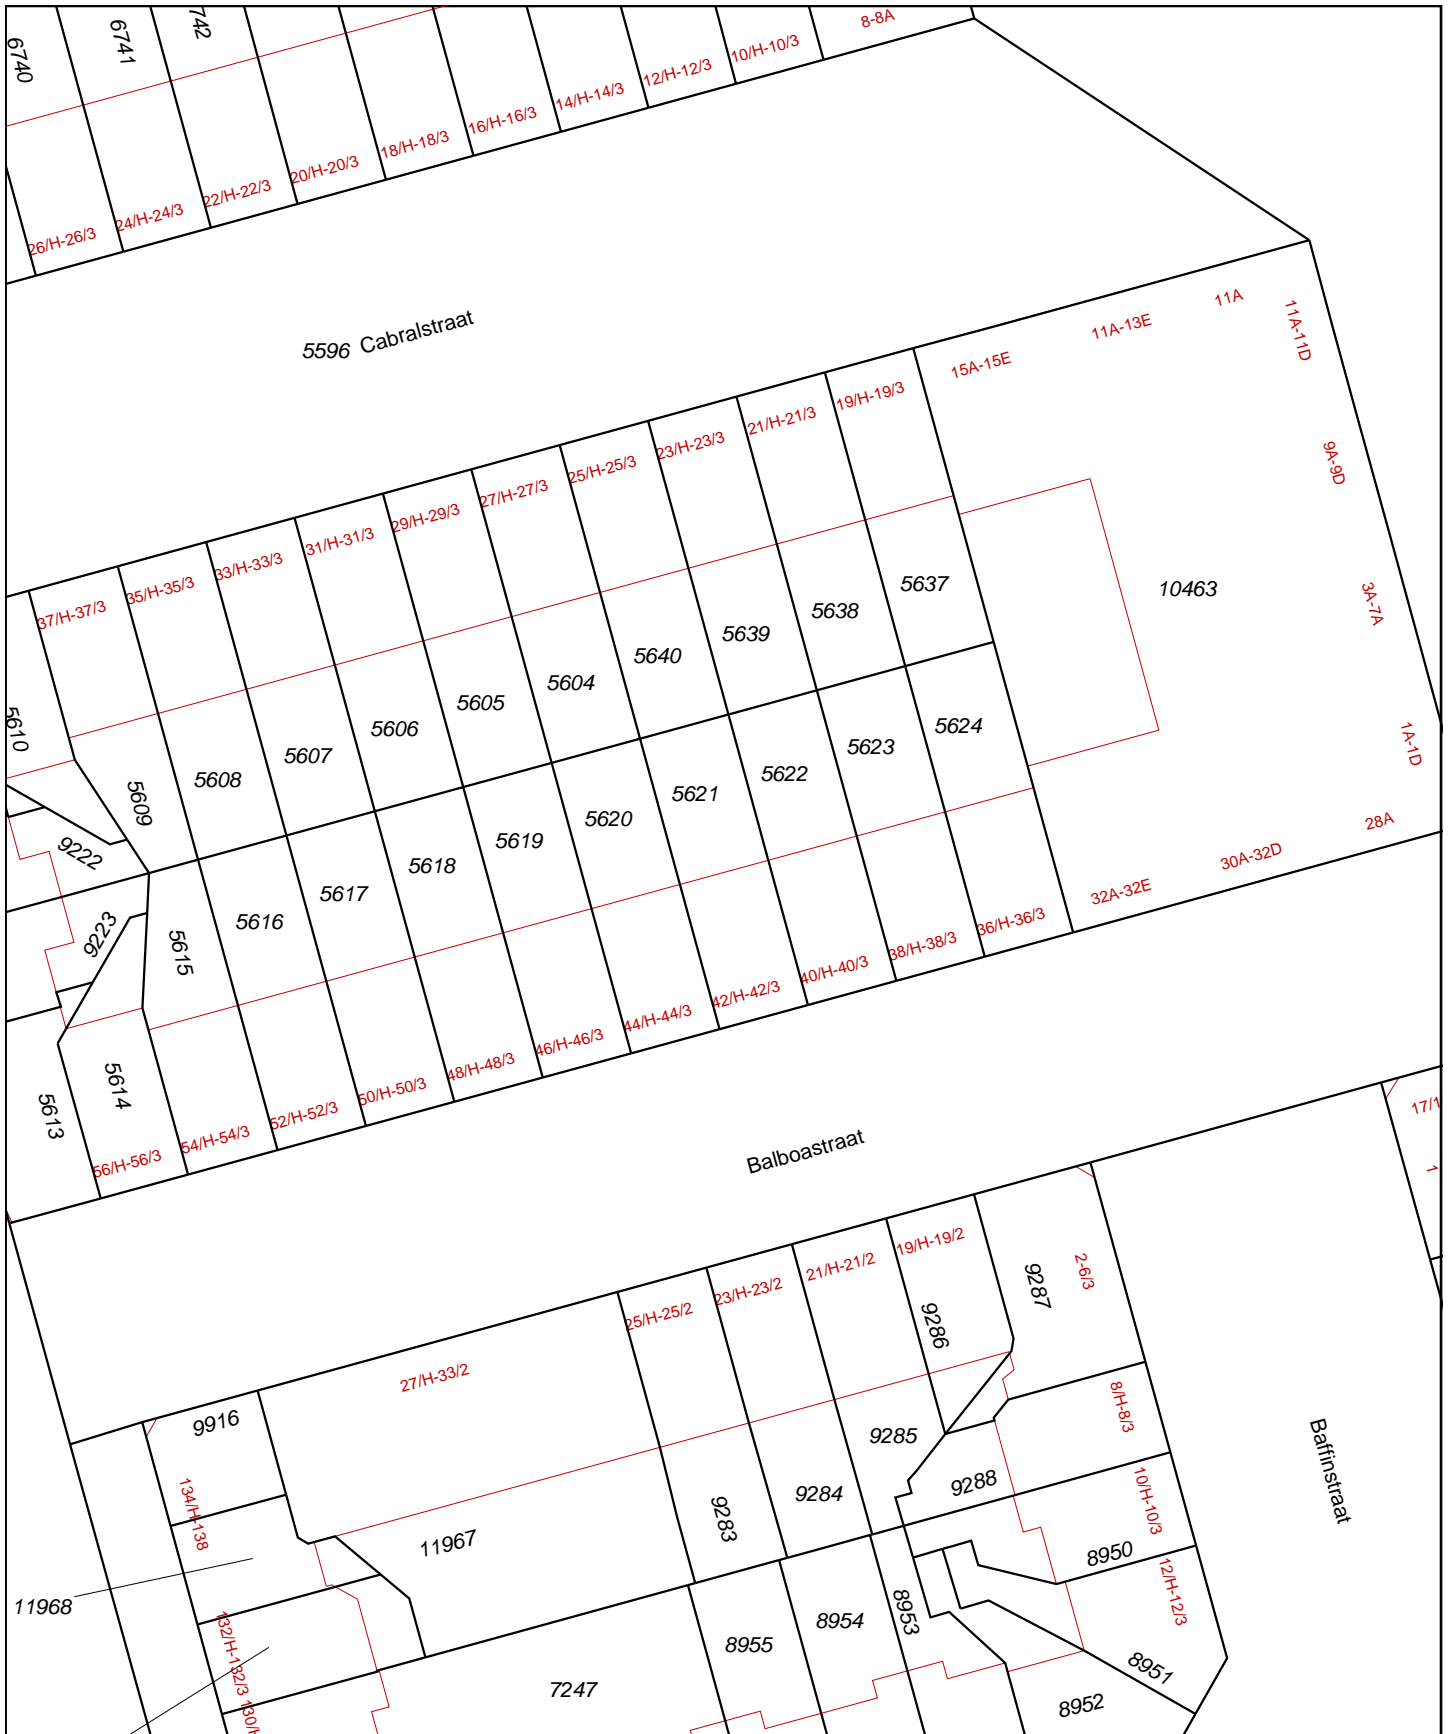 6740
6741
742
8-8A
10/H-10/3
12/H-12/3
14/H-14/3
16/H-16/3
18/H-18/3
20/H-20/3
22/H-22/3
24/H-24/3
26/H-26/3
5596 Cabralstraat
11A
11A-11D
11A-13E
15A-15E
19/H-19/3
21/H-21/3
23/H-23/3
25/H-25/3
27/H-27/3
29/H-29/3
31/H-31/3
33/H-33/3
35/H-35/3
37/H-37/3
9A-9D
3A-7A
1A-1D
10463
5637
5638
5639
5640
5604
5605
5606
5607
5608
5609
5610
9222
9223
5624
5623
5622
5621
5620
5619
5618
5617
5616
5615
5614
5613
28A
30A-32D
32A-32E
36/H-36/3
38/H-38/3
40/H-40/3
42/H-42/3
44/H-44/3
46/H-46/3
48/H-48/3
50/H-50/3
52/H-52/3
54/H-54/3
56/H-56/3
Balboastraat
17/1
1
19/H-19/2
21/H-21/2
23/H-23/2
25/H-25/2
27/H-33/2
2-6/3
9287
9286
9285
9284
9283
9288
8/H-8/3
10/H-10/3
12/H-12/3
Baffinstraat
9916
134/H-138
11967
11968
132/H-132/3
130/H
8950
8951
8952
8953
8954
8955
7247